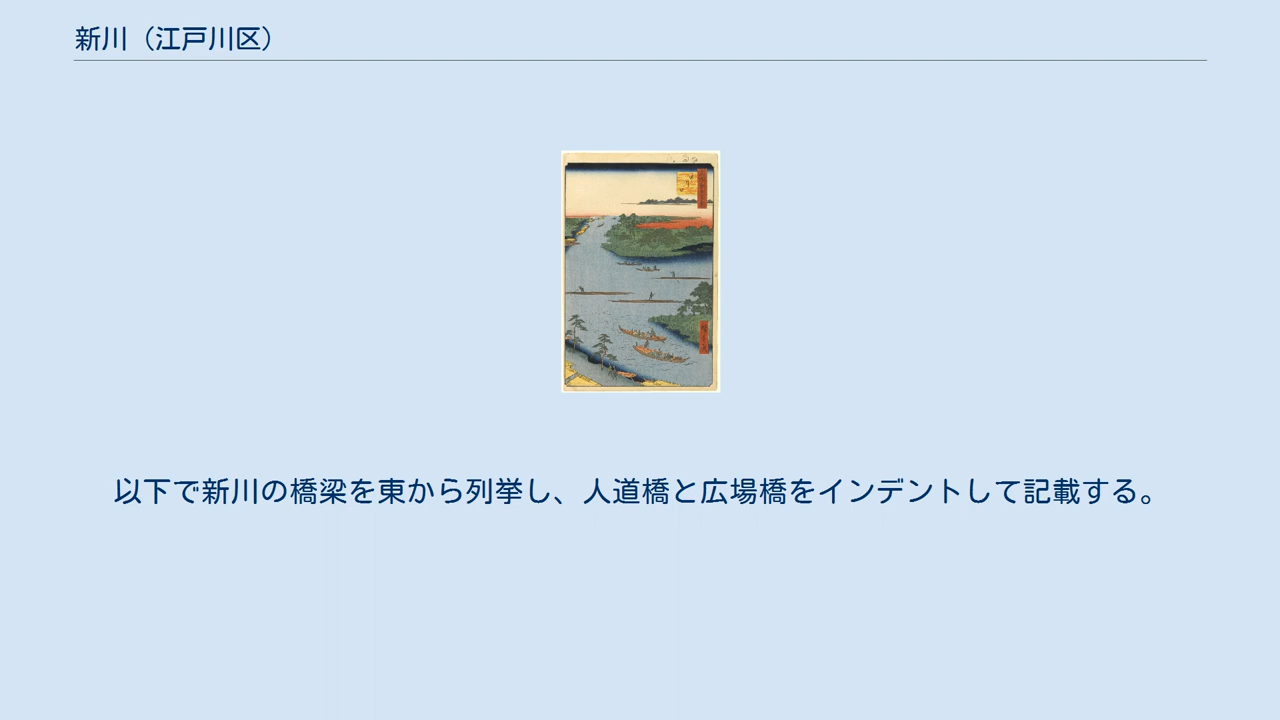 新川（江戸川区）
以下で新川の橋梁を東から列挙し、人道橋と広場橋をインデントして記載する。